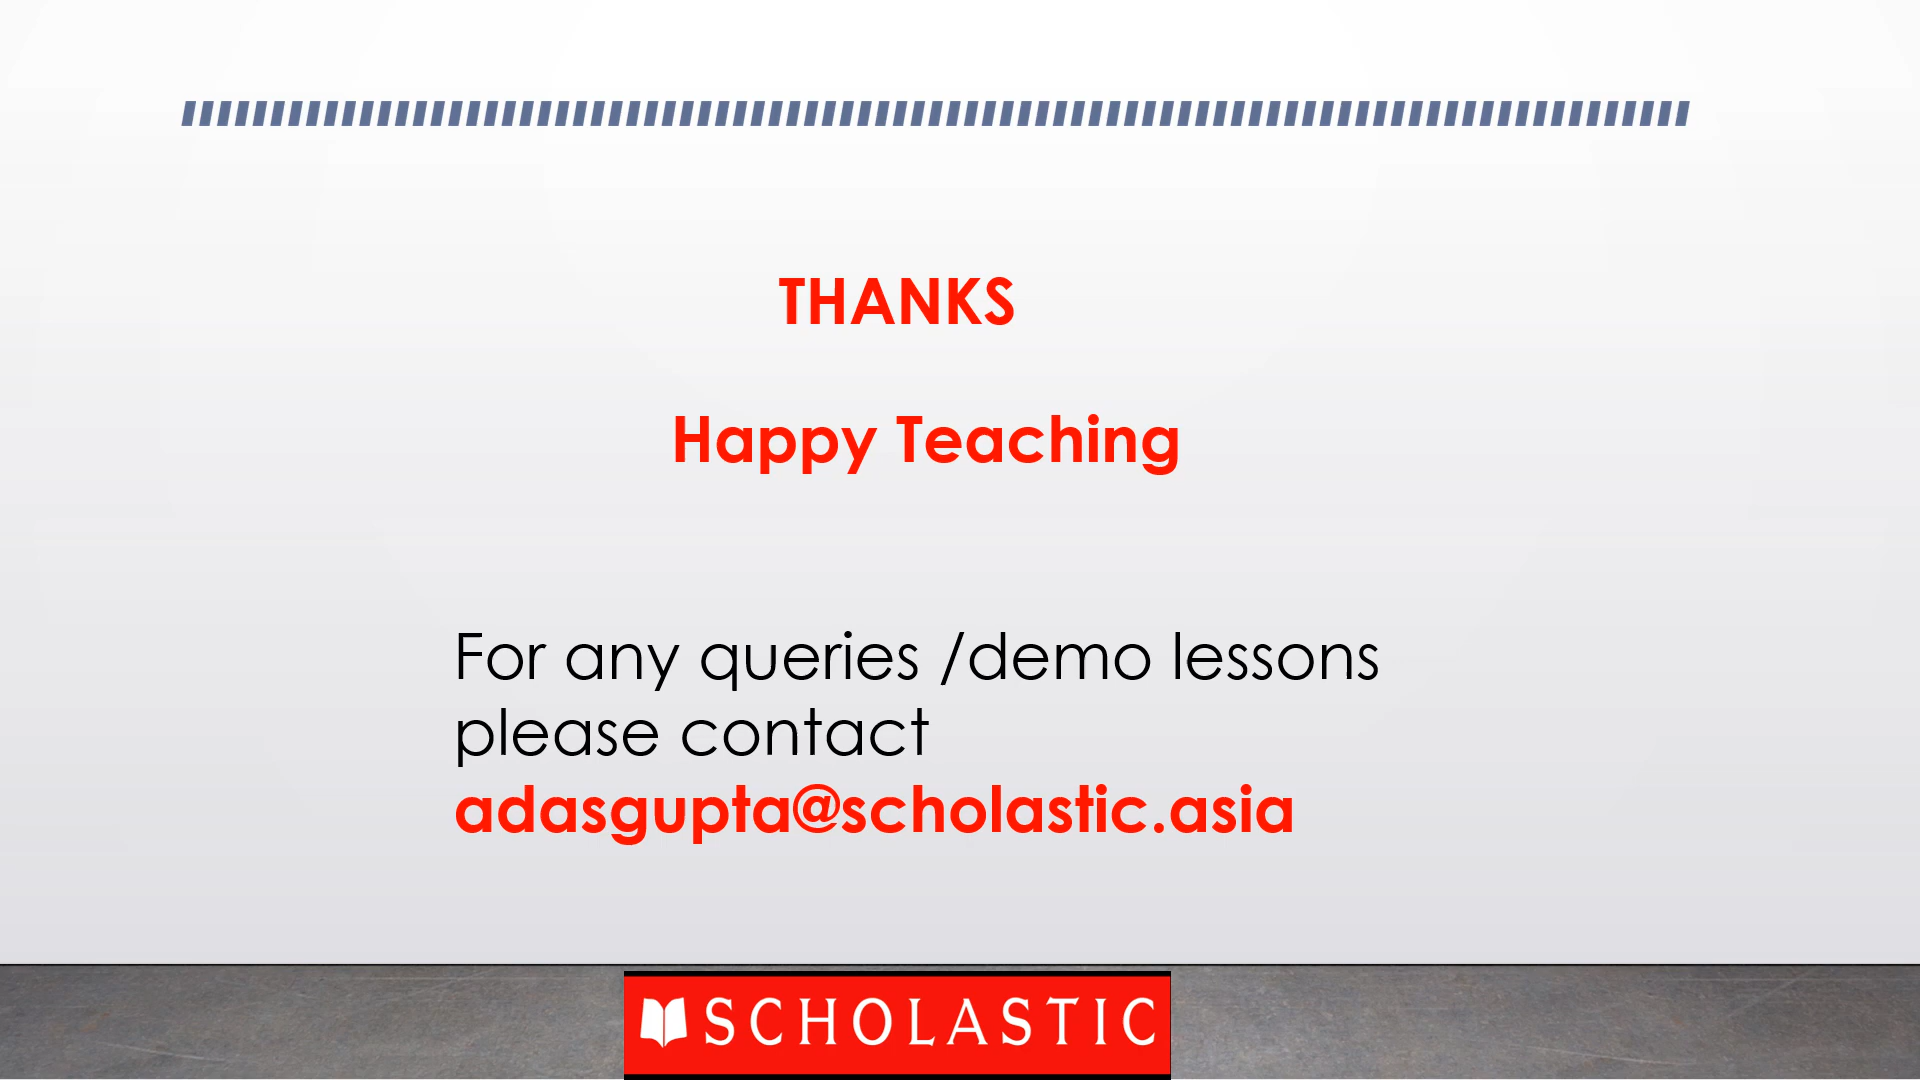 THANKS
Happy Teaching
For any queries /demo lessons
please contact
adasgupta@scholastic.asia
SCHOLASTIC